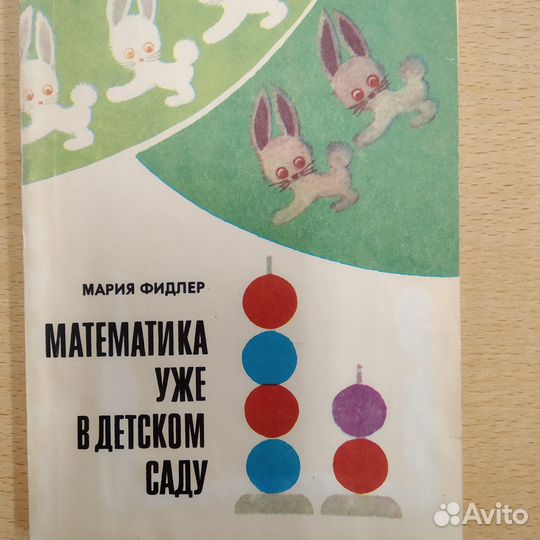 МАРИЯ ФИДЛЕР
МАТЕМАТИКА
УЖЕ
В ДЕТСКОМ
САДУ
Avito